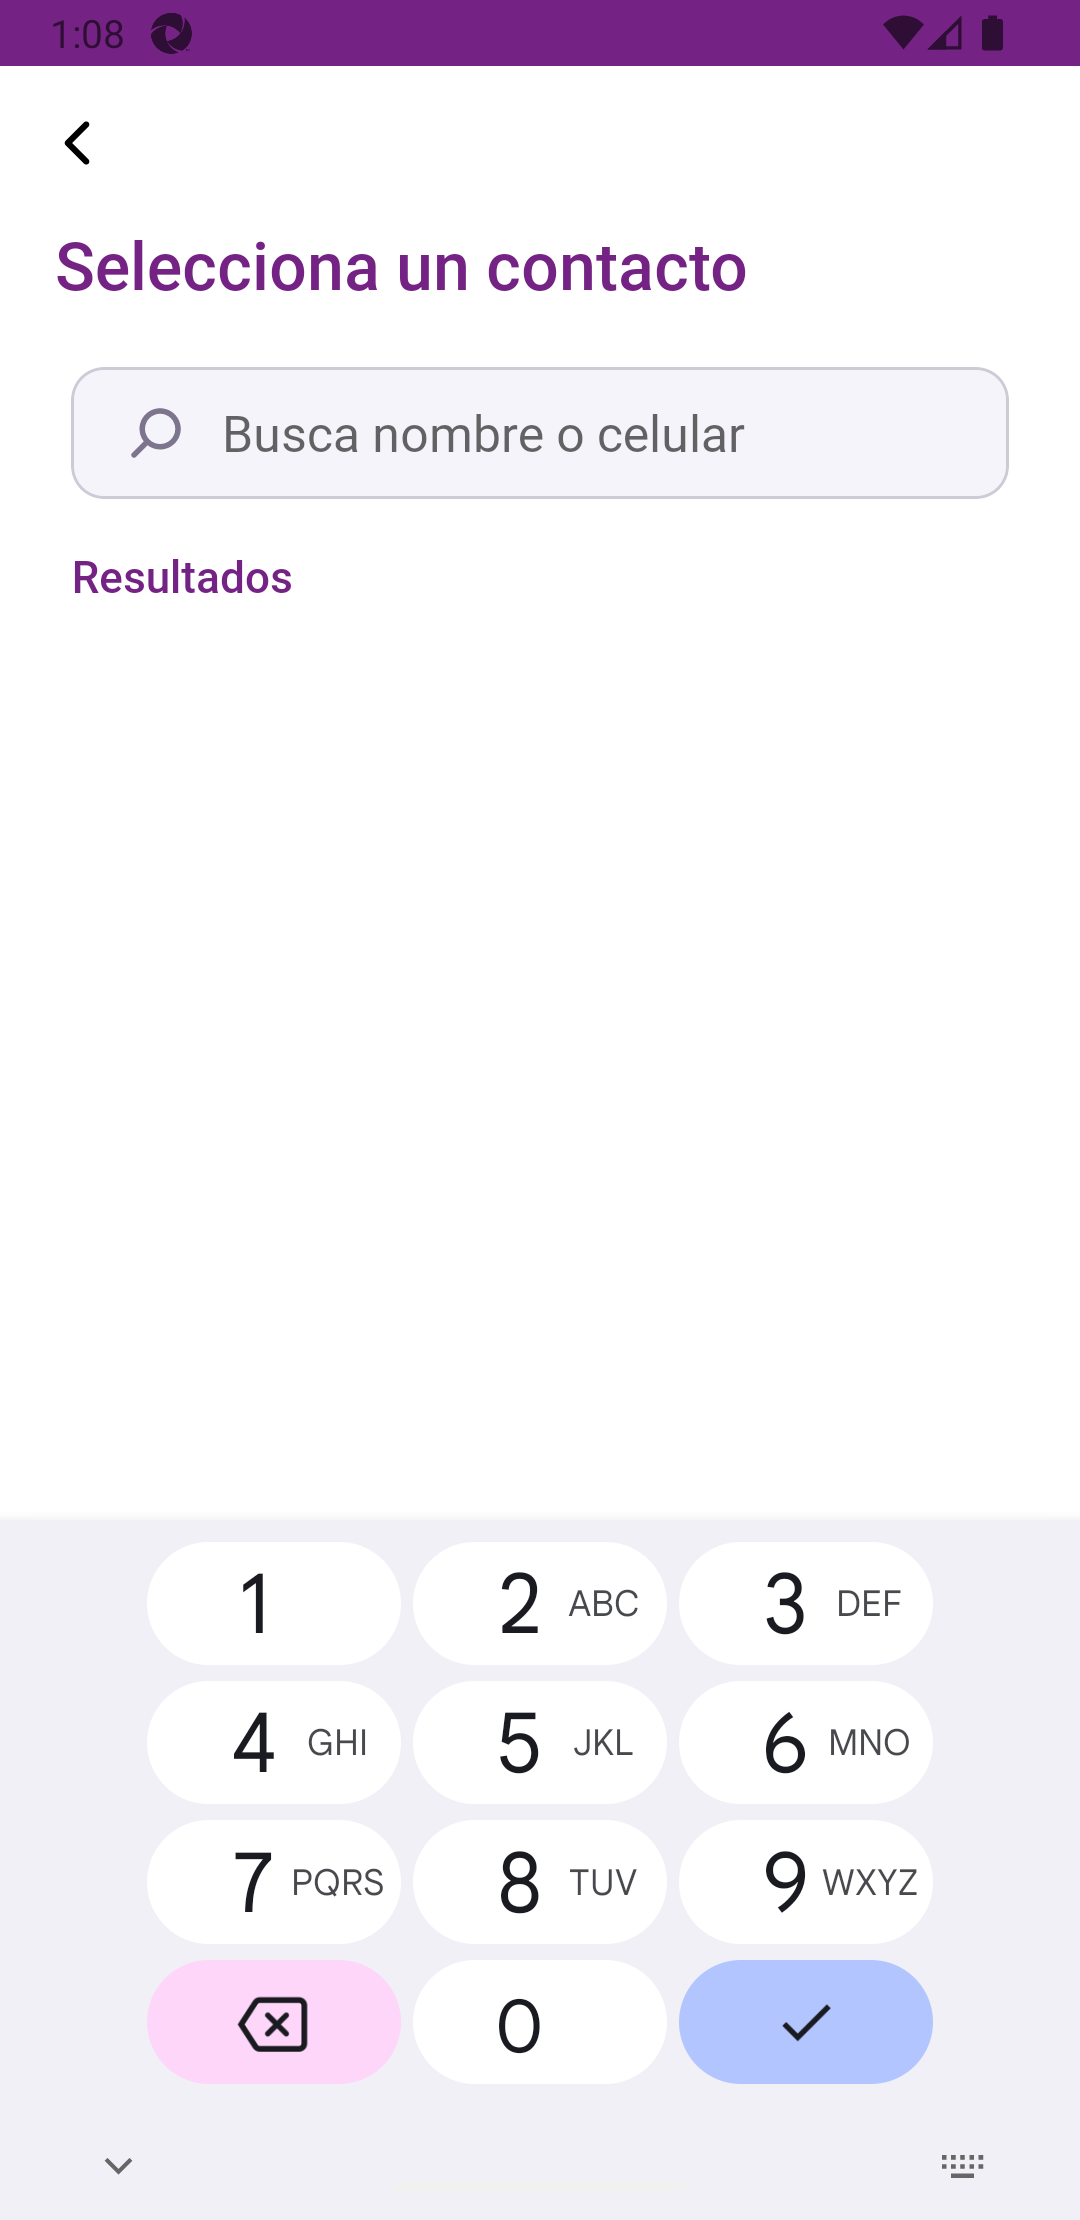 1:08
Selecciona un contacto
Busca nombre o celular
Resultados
1
2 ABC
3 DEF
4 GHI
5 JKL
6 MNO
7 PQRS
8 TUV
9 WXYZ
0